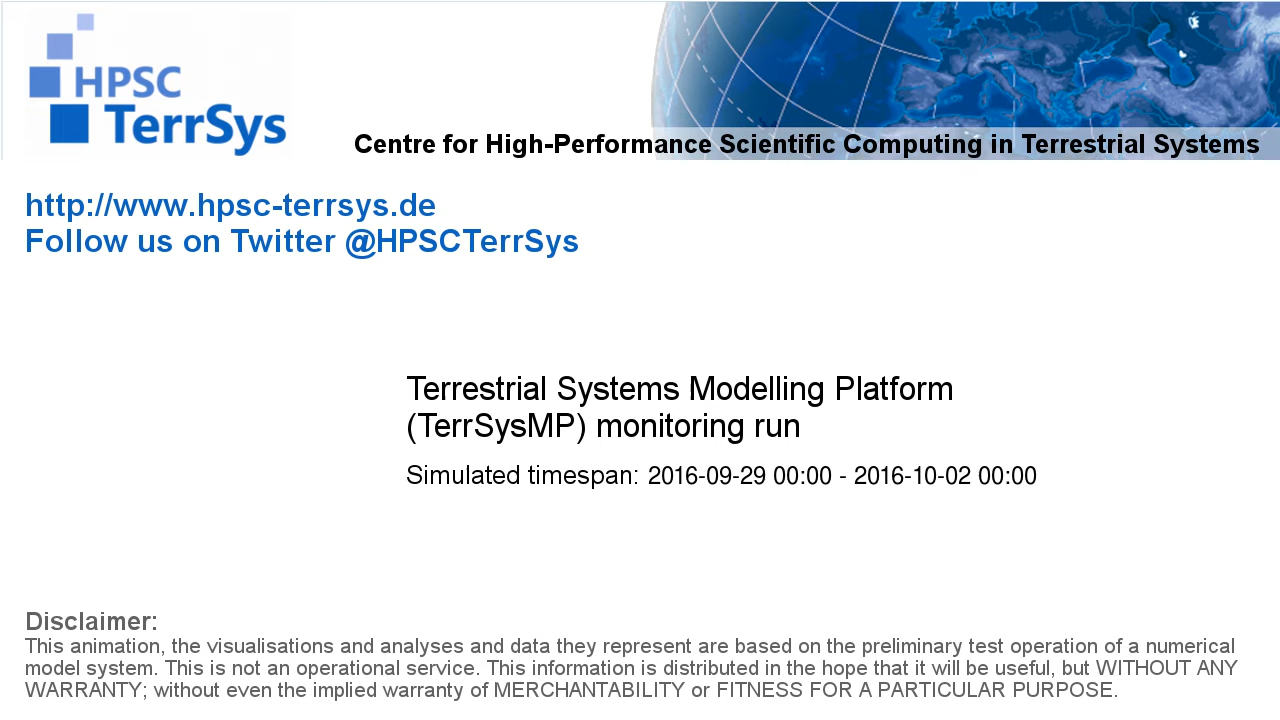 HPSC
TerrSys
Centre for High-Performance Scientific Computing in Terrestrial Systems
http://www.hpsc-terrsys.de
Follow us on Twitter @HPSCTerrSys
Terrestrial Systems Modelling Platform
(TerrSysMP) monitoring run
Simulated timespan: 2016-09-29 00:00 - 2016-10-02 00:00
Disclaimer:
This animation, the visualisations and analyses and data they represent are based on the preliminary test operation of a numerical
model system. This is not an operational service. This information is distributed in the hope that it will be useful, but WITHOUT ANY
WARRANTY; without even the implied warranty of MERCHANTABILITY or FITNESS FOR A PARTICULAR PURPOSE.